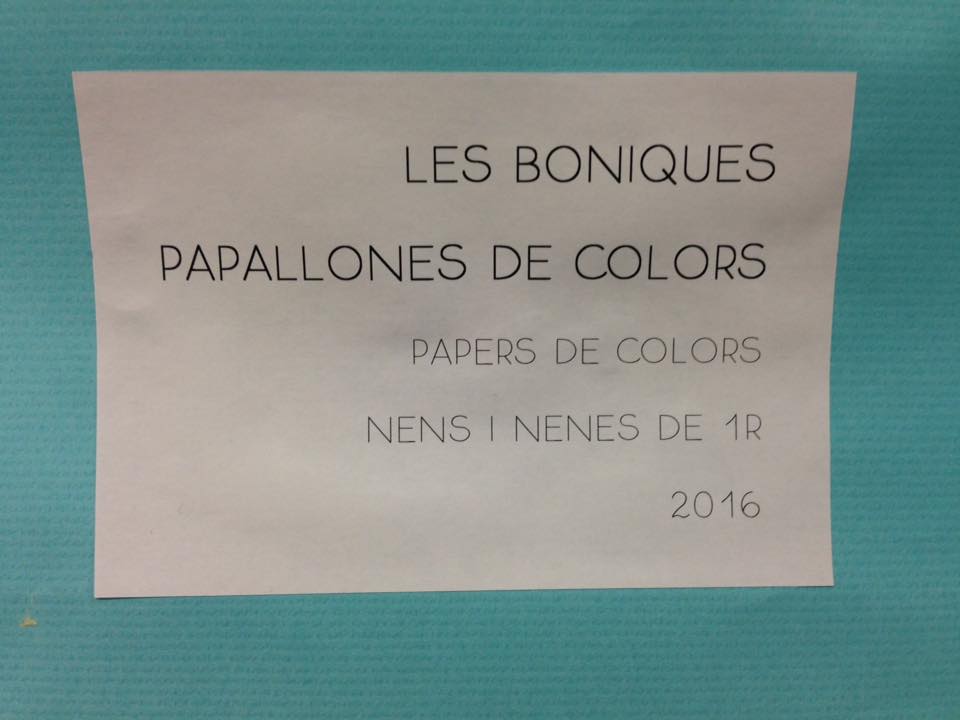 LES BONIQUES
PAPALLONES DE COLORS
PAPERS DE COLORS
NENS I NENES DE 1R
2016